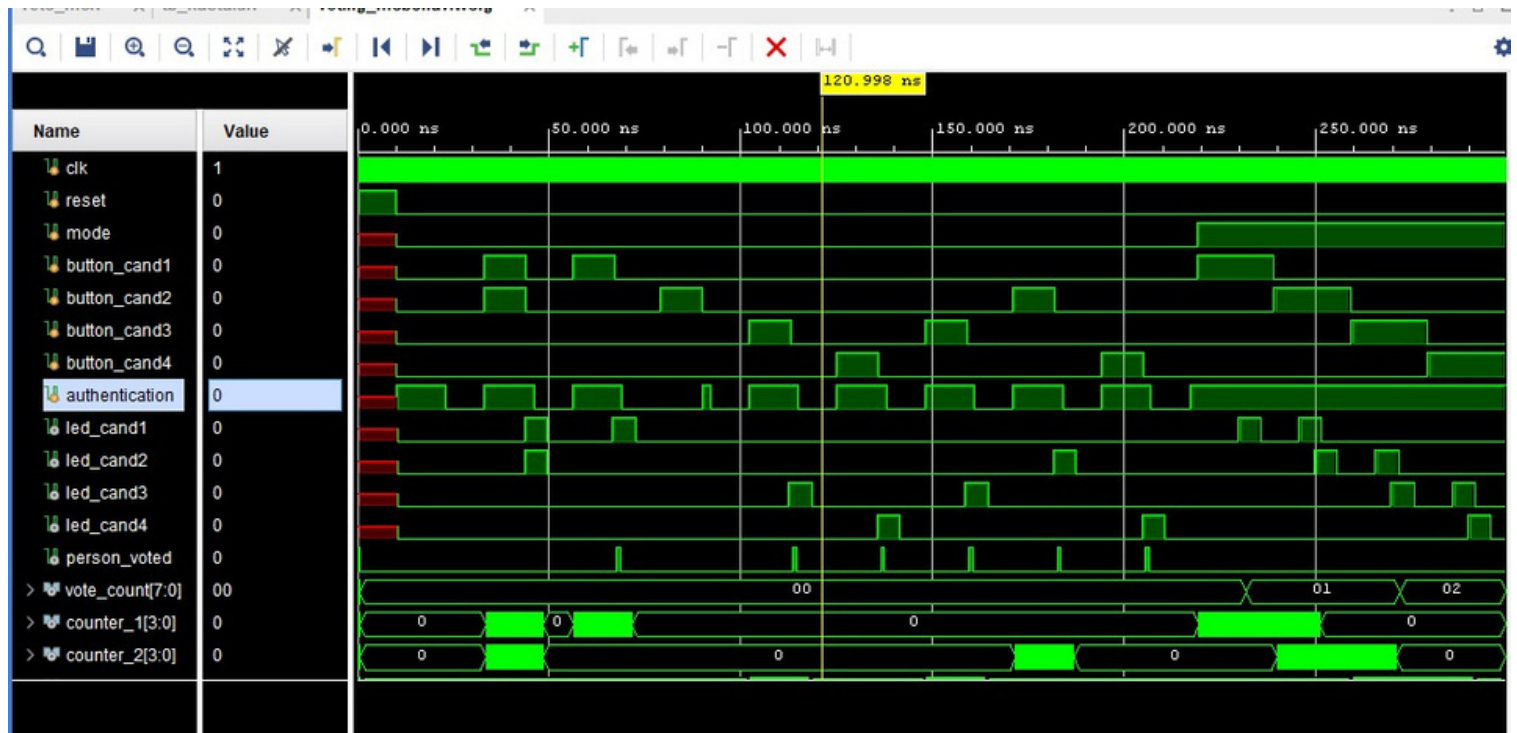 120.998 ns
Name Value 0.000 ns 50.000 ns 100.000 ns 150.000 ns 200.000 ns 250.000 ns
clk 1
reset 0
mode 0
button_cand1 0
button_cand2 0
button_cand3 0
button_cand4 0
authentication 0
led_cand1 0
led_cand2 0
led_cand3 0
led_cand4 0
person_voted 0
vote_count[7:0] 00 00 01 02
counter_1[3:0] 0 0 0 0 0
counter_2[3:0] 0 0 0 0 0